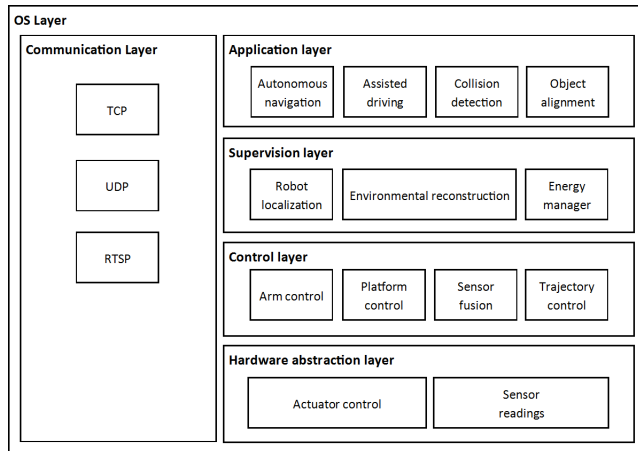 OS Layer
Communication Layer
TCP
UDP
RTSP
Application layer
Autonomous
navigation
Assisted
driving
Collision
detection
Object
alignment
Supervision layer
Robot
localization
Environmental reconstruction
Energy
manager
Control layer
Arm control
Platform
control
Sensor
fusion
Trajectory
control
Hardware abstraction layer
Actuator control
Sensor
readings